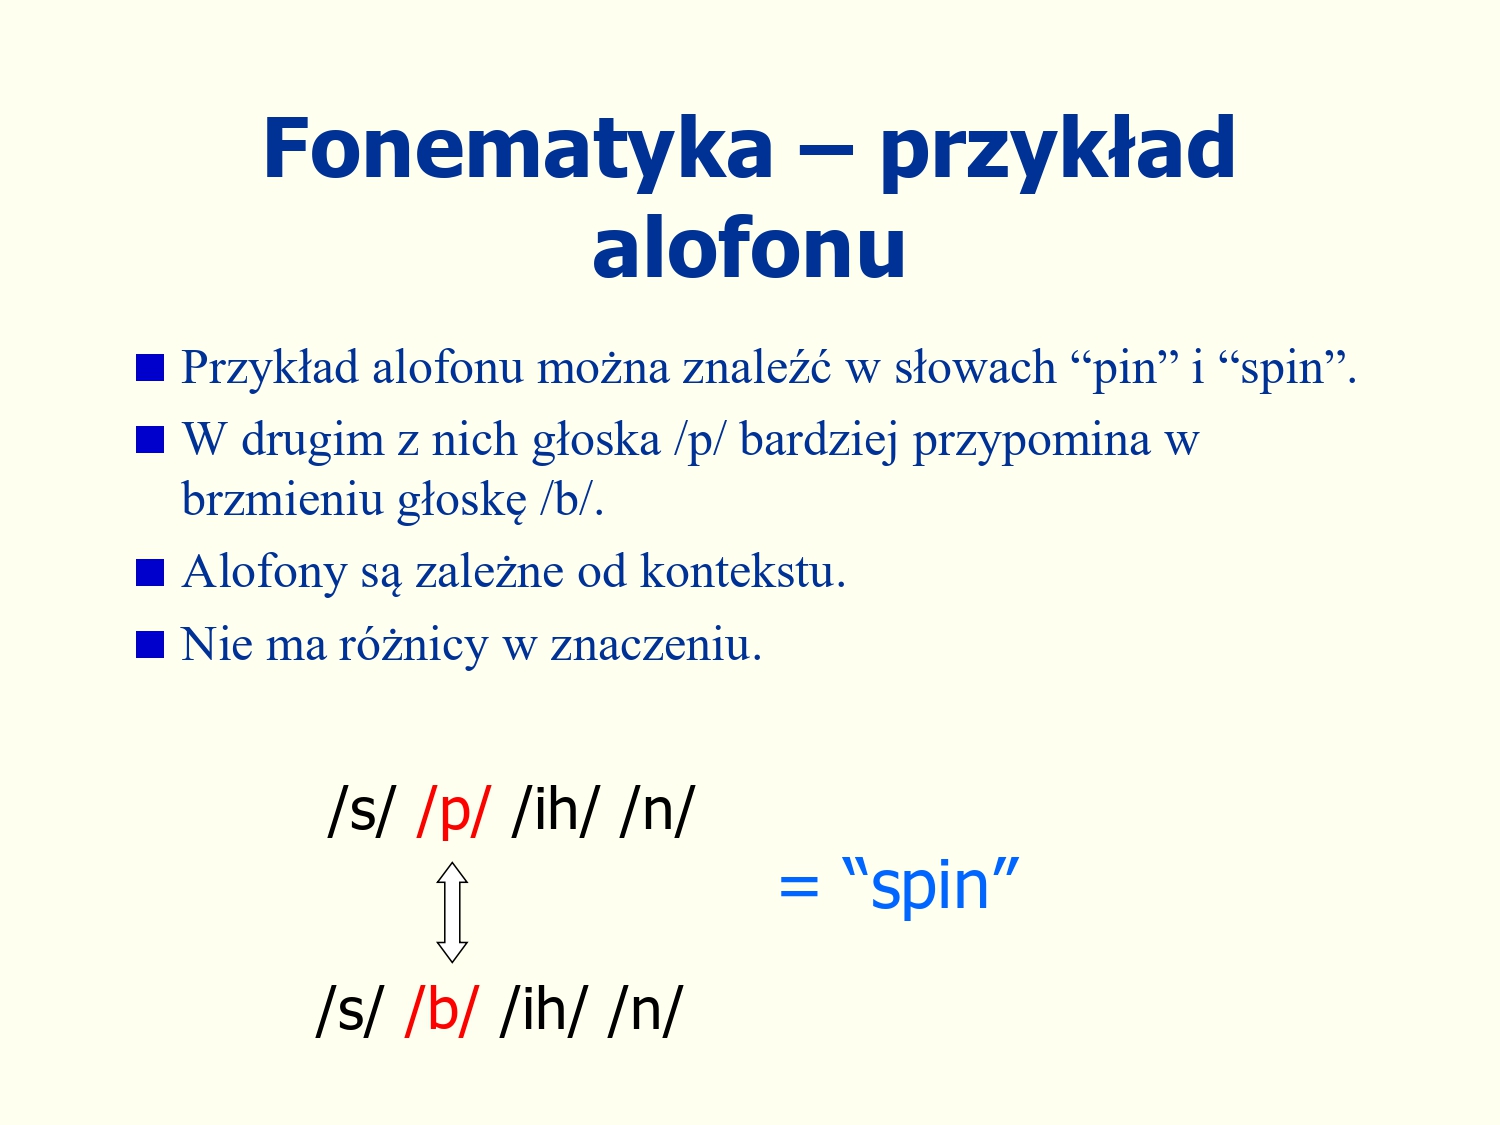 Fonematyka – przykład
alofonu
Przykład alofonu można znaleźć w słowach “pin” i “spin”.
W drugim z nich głoska /p/ bardziej przypomina w
brzmieniu głoskę /b/.
Alofony są zależne od kontekstu.
Nie ma różnicy w znaczeniu.
/s/ /p/ /ih/ /n/
= “spin”
/s/ /b/ /ih/ /n/